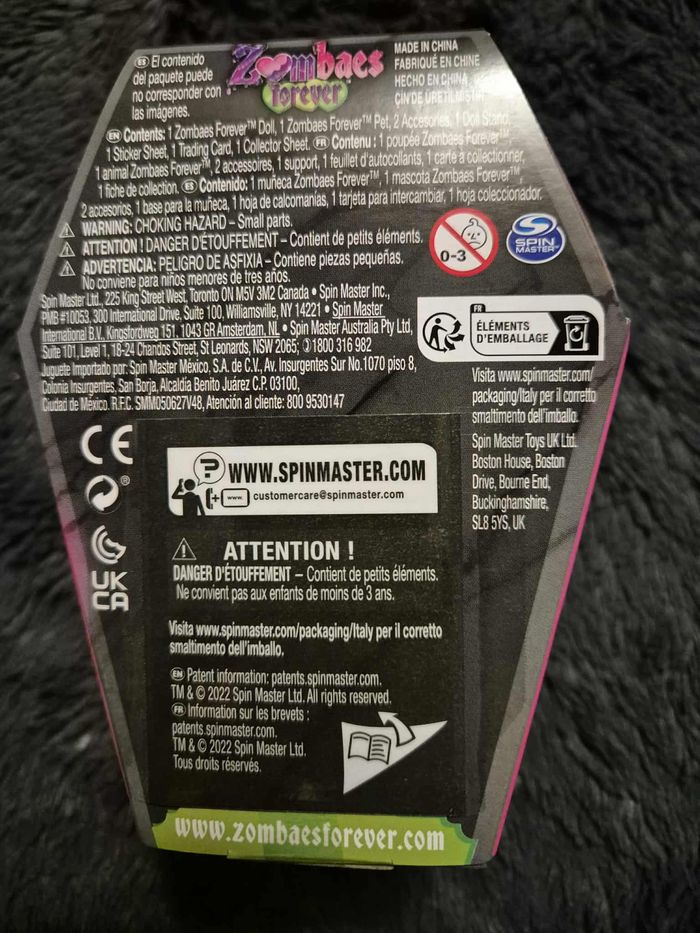 ES El contenido
del paquete puede
no corresponder con
las imágenes.
Zombaes
forever
MADE IN CHINA
FABRIQUÉ EN CHINE
HECHO EN CHINA
ÇİN'DE ÜRETİLMİŞTİR
EN Contents: 1 Zombaes Forever™ Doll, 1 Zombaes Forever™ Pet, 2 Accesories, 1 Doll Stand,
1 Sticker Sheet, 1 Trading Card, 1 Collector Sheet. FR Contenu : 1 poupée Zombaes Forever™,
1 animal Zombaes Forever™, 2 accessoires, 1 support, 1 feuillet d'autocollants, 1 carte à collectionner,
1 fiche de collection. ES Contenido: 1 muñeca Zombaes Forever™, 1 mascota Zombaes Forever™,
2 accesorios, 1 base para la muñeca, 1 hoja de calcomanías, 1 tarjeta para intercambiar, 1 hoja coleccionador.
WARNING: CHOKING HAZARD – Small parts.
ATTENTION ! DANGER D'ÉTOUFFEMENT – Contient de petits éléments.
ADVERTENCIA: PELIGRO DE ASFIXIA – Contiene piezas pequeñas.
No conviene para niños menores de tres años.
0-3
SPIN
MASTER™
Spin Master Ltd., 225 King Street West, Toronto ON M5V 3M2 Canada • Spin Master Inc.,
PMB #10053, 300 International Drive, Suite 100, Williamsville, NY 14221 • Spin Master
International B.V., Kingsfordweg 151, 1043 GR Amsterdam, NL • Spin Master Australia Pty Ltd,
Suite 101, Level 1, 18-24 Chandos Street, St Leonards, NSW 2065; 1800 316 982
Juguete Importado por: Spin Master México, S.A. de C.V., Av. Insurgentes Sur No.1070 piso 8,
Colonia Insurgentes, San Borja, Alcaldía Benito Juárez C.P. 03100,
Ciudad de México. R.F.C. SMM050627V48, Atención al cliente: 800 9530147
FR
ÉLÉMENTS
D'EMBALLAGE
Visita www.spinmaster.com/
packaging/Italy per il corretto
smaltimento dell'imballo.
Spin Master Toys UK Ltd.
Boston House, Boston
Drive, Bourne End,
Buckinghamshire,
SL8 5YS, UK
CE
®
UK
CA
?
WWW.SPINMASTER.COM
+ www. customercare@spinmaster.com
ATTENTION !
DANGER D'ÉTOUFFEMENT – Contient de petits éléments.
Ne convient pas aux enfants de moins de 3 ans.
Visita www.spinmaster.com/packaging/Italy per il corretto
smaltimento dell'imballo.
EN Patent information: patents.spinmaster.com.
TM & © 2022 Spin Master Ltd. All rights reserved.
FR Information sur les brevets :
patents.spinmaster.com.
TM & © 2022 Spin Master Ltd.
Tous droits réservés.
www.zombaesforever.com